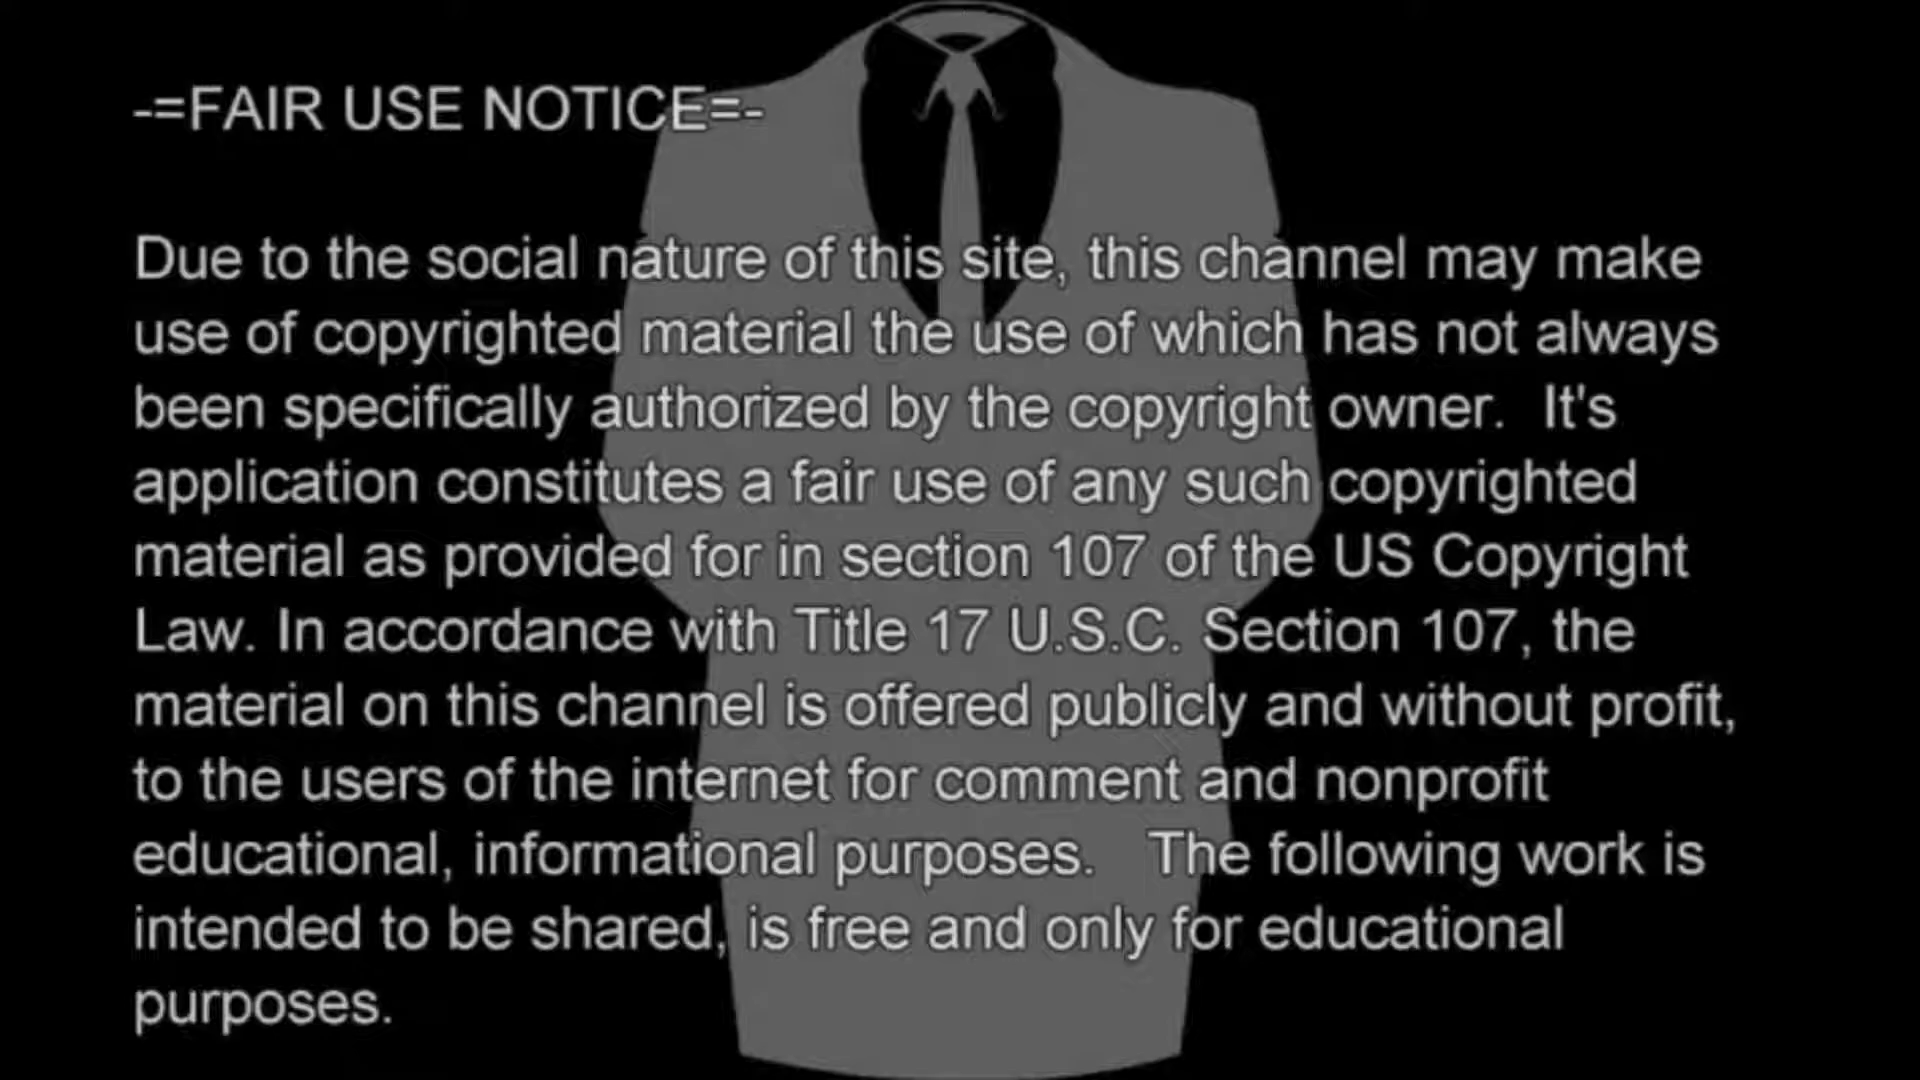 -=FAIR USE NOTICE=-
Due to the social nature of this site, this channel may make
use of copyrighted material the use of which has not always
been specifically authorized by the copyright owner.  It's
application constitutes a fair use of any such copyrighted
material as provided for in section 107 of the US Copyright
Law. In accordance with Title 17 U.S.C. Section 107, the
material on this channel is offered publicly and without profit,
to the users of the internet for comment and nonprofit
educational, informational purposes.   The following work is
intended to be shared, is free and only for educational
purposes.